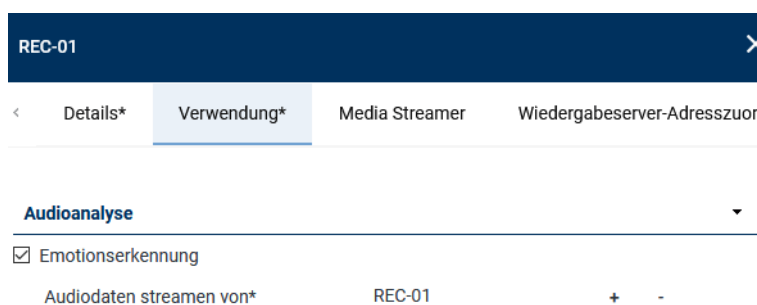 REC-01
Details* Verwendung* Media Streamer Wiedergabeserver-Adresszuor
Audioanalyse
Emotionserkennung
Audiodaten streamen von* REC-01 + -